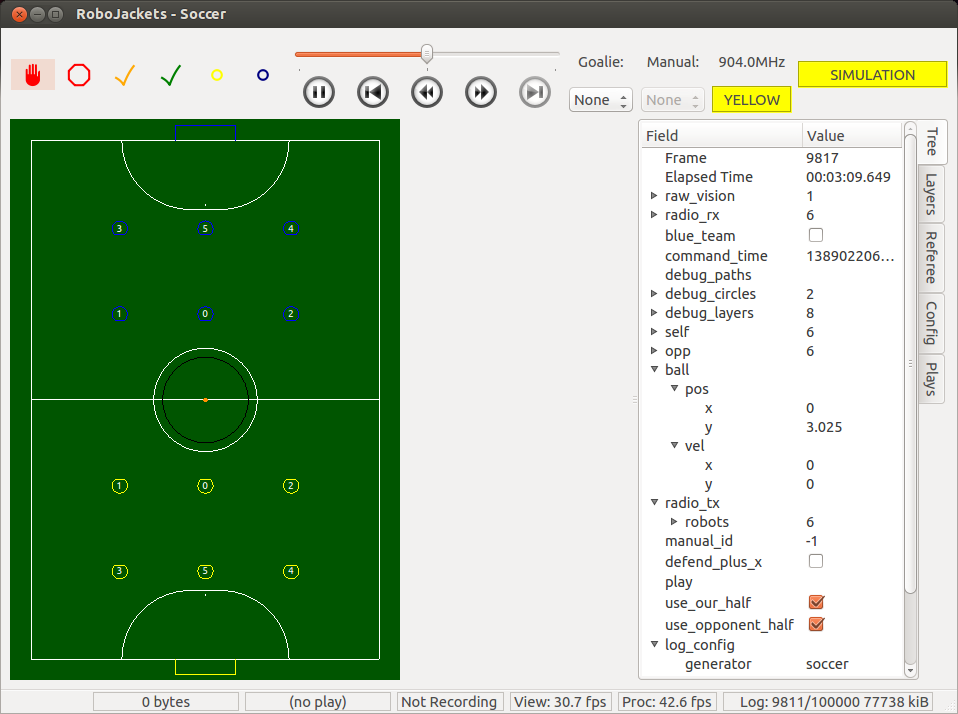 RoboJackets - Soccer
Goalie: Manual: 904.0MHz
SIMULATION
None None YELLOW
3 5 4
1 0 2
1 0 2
3 5 4
Field Value
Frame 9817
Elapsed Time 00:03:09.649
raw_vision 1
radio_rx 6
blue_team
command_time 138902206...
debug_paths
debug_circles 2
debug_layers 8
self 6
opp 6
ball
pos
x 0
y 3.025
vel
x 0
y 0
radio_tx
robots 6
manual_id -1
defend_plus_x
play
use_our_half
use_opponent_half
log_config
generator soccer
Tree
Layers
Referee
Config
Plays
0 bytes (no play) Not Recording View: 30.7 fps Proc: 42.6 fps Log: 9811/100000 77738 kiB